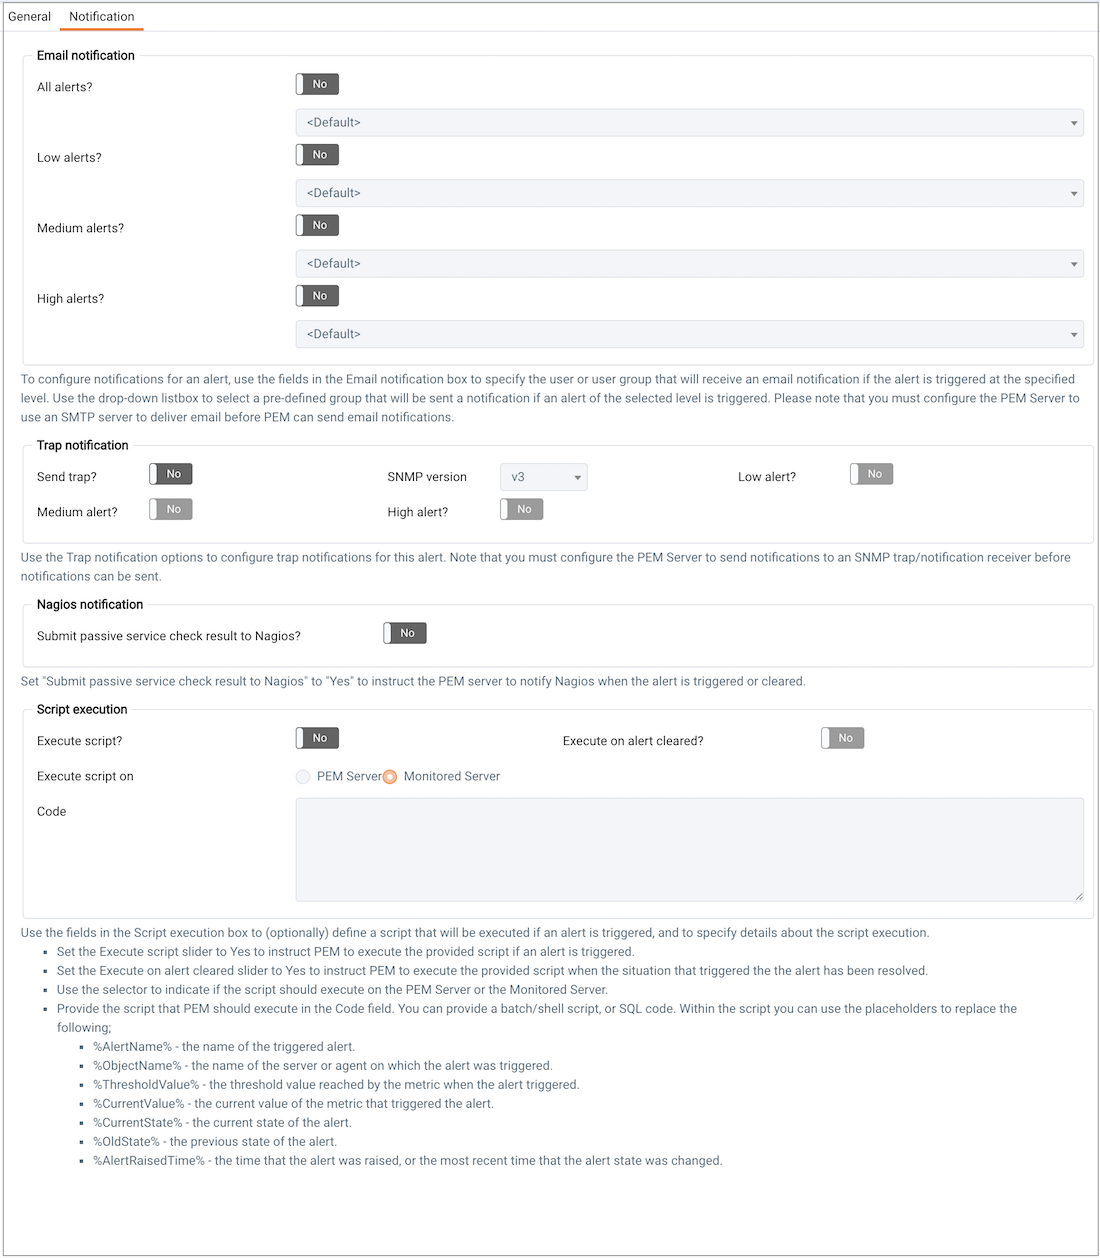 General Notification
Email notification
All alerts? No
<Default>
Low alerts? No
<Default>
Medium alerts? No
<Default>
High alerts? No
<Default>
To configure notifications for an alert, use the fields in the Email notification box to specify the user or user group that will receive an email notification if the alert is triggered at the specified
level. Use the drop-down listbox to select a pre-defined group that will be sent a notification if an alert of the selected level is triggered. Please note that you must configure the PEM Server to
use an SMTP server to deliver email before PEM can send email notifications.
Trap notification
Send trap? No SNMP version v3 Low alert? No
Medium alert? No High alert? No
Use the Trap notification options to configure trap notifications for this alert. Note that you must configure the PEM Server to send notifications to an SNMP trap/notification receiver before
notifications can be sent.
Nagios notification
Submit passive service check result to Nagios? No
Set "Submit passive service check result to Nagios" to "Yes" to instruct the PEM server to notify Nagios when the alert is triggered or cleared.
Script execution
Execute script? No Execute on alert cleared? No
Execute script on PEM Server Monitored Server
Code
Use the fields in the Script execution box to (optionally) define a script that will be executed if an alert is triggered, and to specify details about the script execution.
▪ Set the Execute script slider to Yes to instruct PEM to execute the provided script if an alert is triggered.
▪ Set the Execute on alert cleared slider to Yes to instruct PEM to execute the provided script when the situation that triggered the the alert has been resolved.
▪ Use the selector to indicate if the script should execute on the PEM Server or the Monitored Server.
▪ Provide the script that PEM should execute in the Code field. You can provide a batch/shell script, or SQL code. Within the script you can use the placeholders to replace the
following;
▪ %AlertName% - the name of the triggered alert.
▪ %ObjectName% - the name of the server or agent on which the alert was triggered.
▪ %ThresholdValue% - the threshold value reached by the metric when the alert triggered.
▪ %CurrentValue% - the current value of the metric that triggered the alert.
▪ %CurrentState% - the current state of the alert.
▪ %OldState% - the previous state of the alert.
▪ %AlertRaisedTime% - the time that the alert was raised, or the most recent time that the alert state was changed.